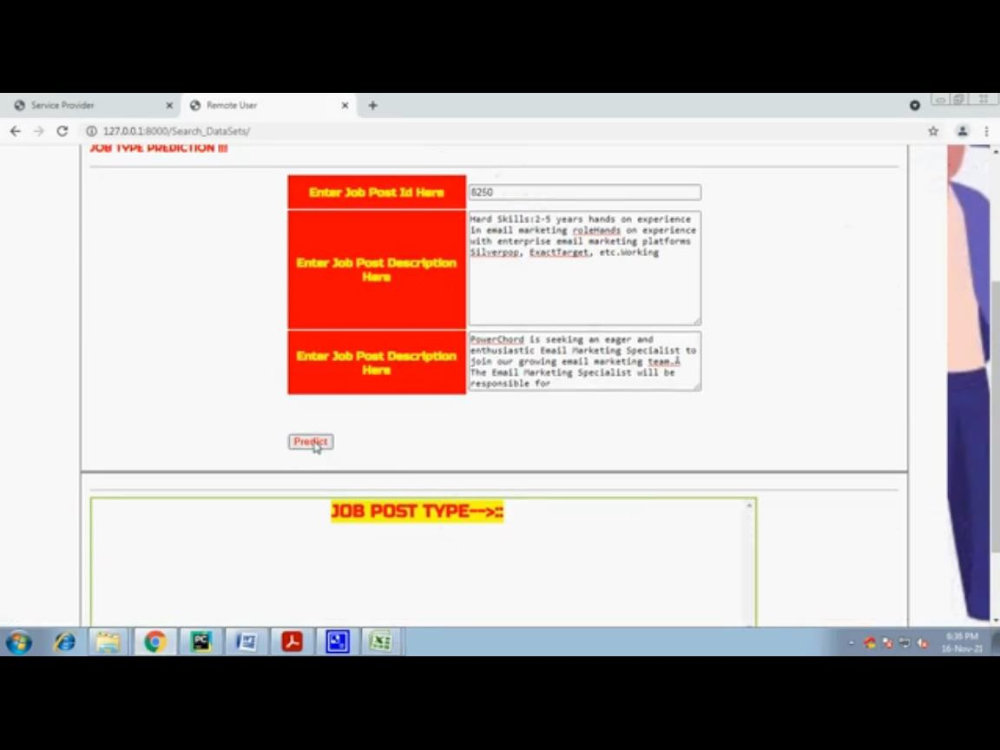 Service Provider
Remote User
127.0.0.1:8000/Search_DataSets/
JOB TYPE PREDICTION !!!
Enter Job Post Id Here
8250
Enter Job Post Description
Here
Hard Skills:2-5 years hands on experience
in email marketing roleHands on experience
with enterprise email marketing platforms
Silverpop, ExactTarget, etc.Working
Enter Job Post Description
Here
PowerChord is seeking an eager and
enthusiastic Email Marketing Specialist to
join our growing email marketing team.Â
The Email Marketing Specialist will be
responsible for
Predict
JOB POST TYPE-->::
PC
6:36 PM
16-Nov-21